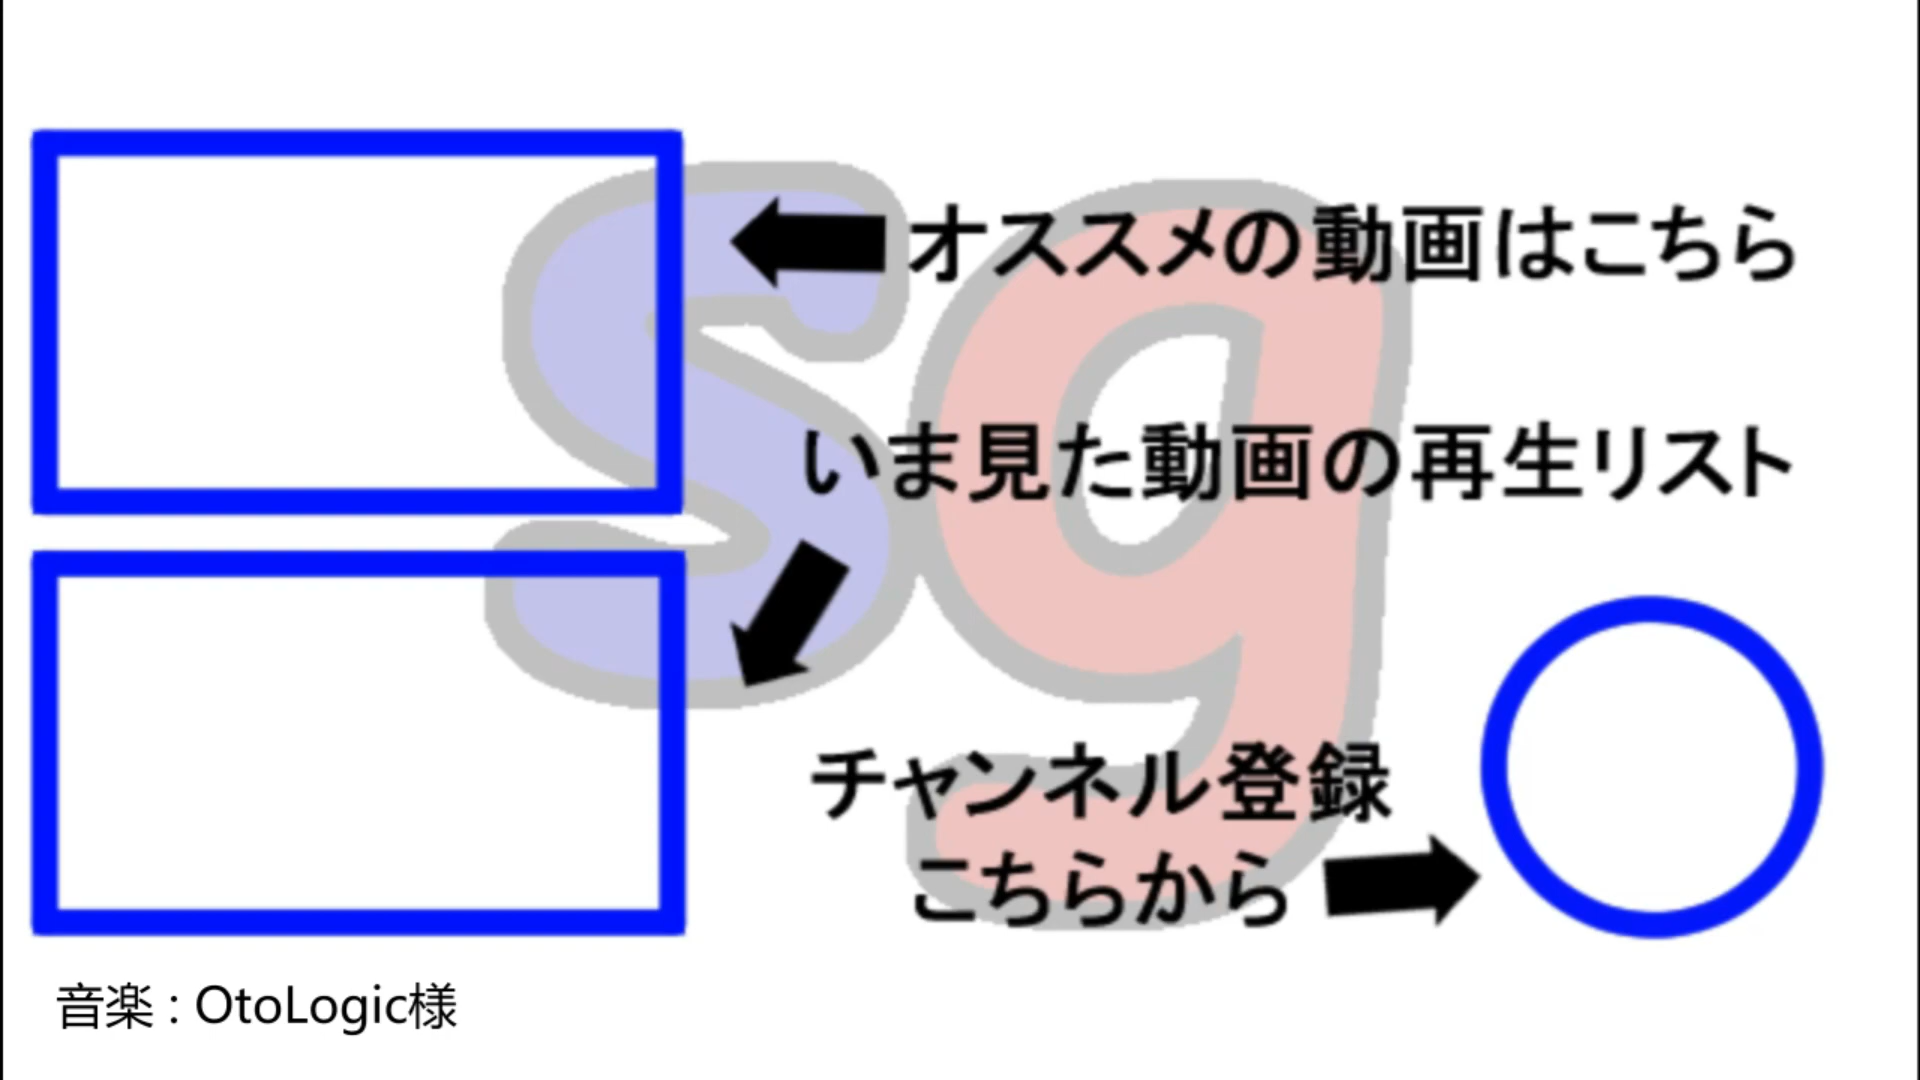 sg
オススメの動画はこちら
いま見た動画の再生リスト
チャンネル登録
こちらから
音楽 : OtoLogic様